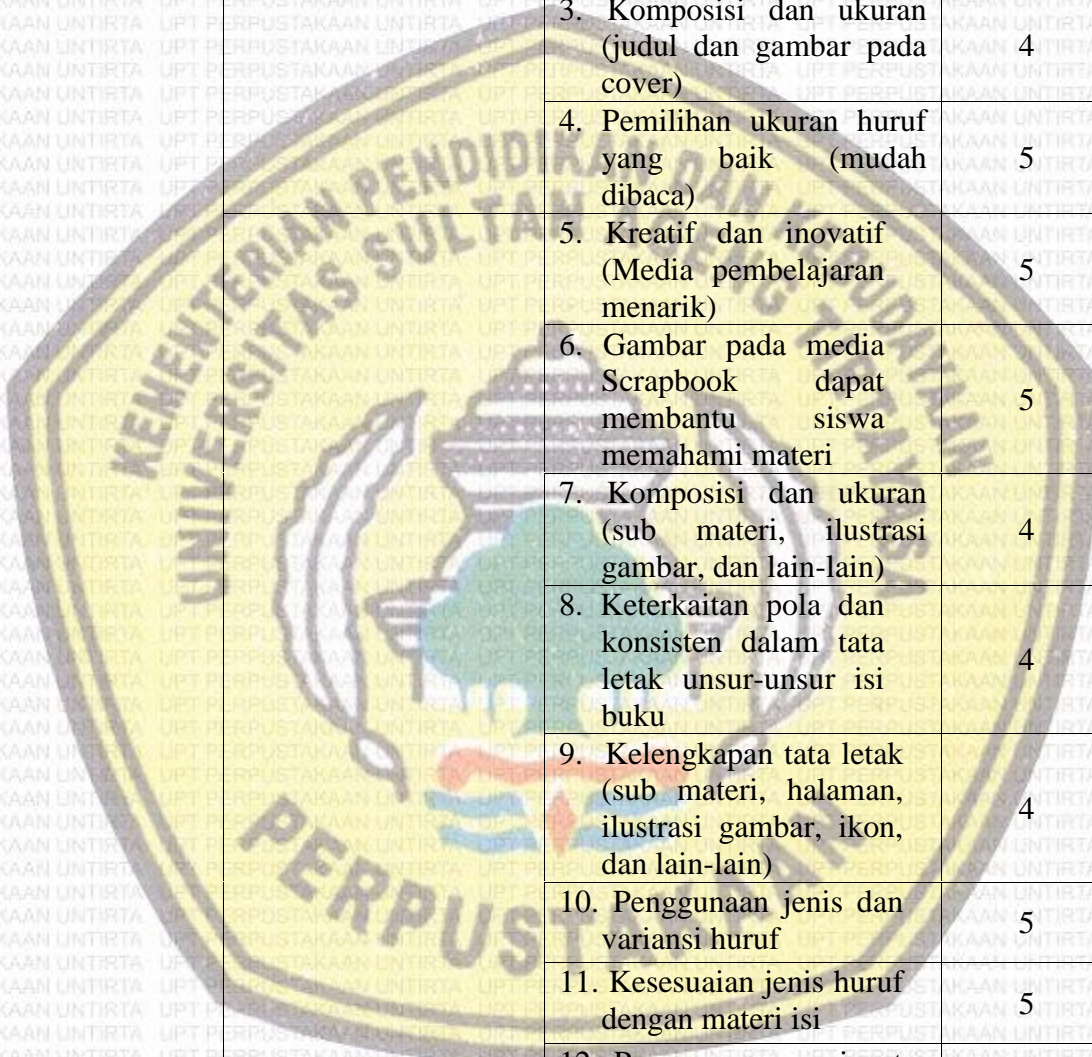 3. Komposisi dan ukuran
(judul dan gambar pada
cover)
4
4. Pemilihan ukuran huruf
yang baik (mudah
dibaca)
5
5. Kreatif dan inovatif
(Media pembelajaran
menarik)
5
6. Gambar pada media
Scrapbook dapat
membantu siswa
memahami materi
5
7. Komposisi dan ukuran
(sub materi, ilustrasi
gambar, dan lain-lain)
4
8. Keterkaitan pola dan
konsisten dalam tata
letak unsur-unsur isi
buku
4
9. Kelengkapan tata letak
(sub materi, halaman,
ilustrasi gambar, ikon,
dan lain-lain)
4
10. Penggunaan jenis dan
variansi huruf
5
11. Kesesuaian jenis huruf
dengan materi isi
5
KEMENTERIAN PENDIDIKAN DAN KEBUDAYAAN
UNIVERSITAS SULTAN AGENG TIRTAYASA
PERPUSTAKAAN
UPT PERPUSTAKAAN UNTIRTA